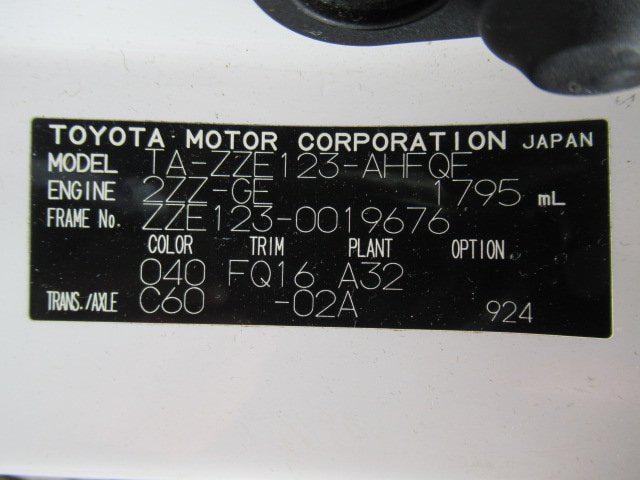 TOYOTA MOTOR CORPORATION JAPAN
MODEL TA-ZZE123-AHFQF
ENGINE 2ZZ-GE 1795 mL
FRAME No. ZZE123-0019676
COLOR TRIM PLANT OPTION
040 FQ16 A32
TRANS./AXLE C60 -02A 924